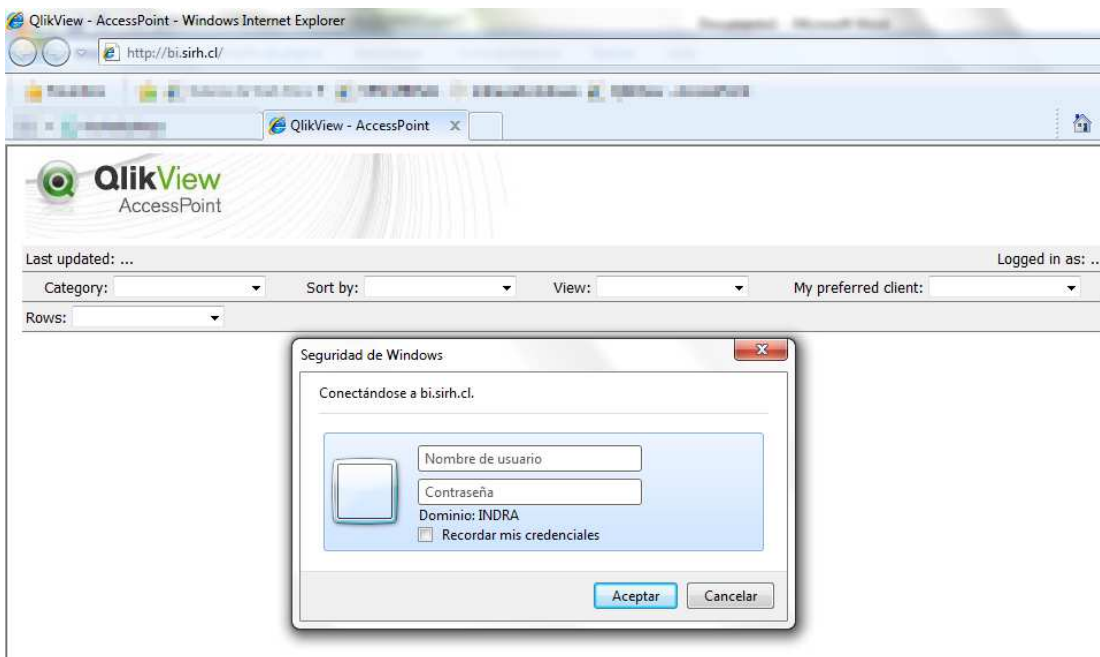 QlikView - AccessPoint - Windows Internet Explorer
http://bi.sirh.cl/
QlikView - AccessPoint X
QlikView
AccessPoint
Last updated: ... Logged in as: ..
Category: Sort by: View: My preferred client:
Rows:
Seguridad de Windows
Conectándose a bi.sirh.cl.
Nombre de usuario
Contraseña
Dominio: INDRA
Recordar mis credenciales
Aceptar Cancelar